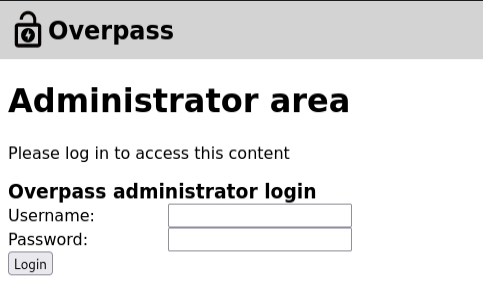 Overpass
Administrator area
Please log in to access this content
Overpass administrator login
Username:
Password:
Login